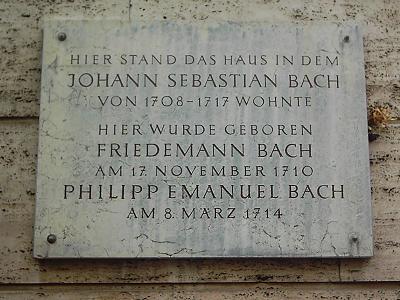 HIER STAND DAS HAUS IN DEM
JOHANN SEBASTIAN BACH
VON 1708-1717 WOHNTE
HIER WURDE GEBOREN
FRIEDEMANN BACH
AM 17. NOVEMBER 1710
PHILIPP EMANUEL BACH
AM 8. MÄRZ 1714